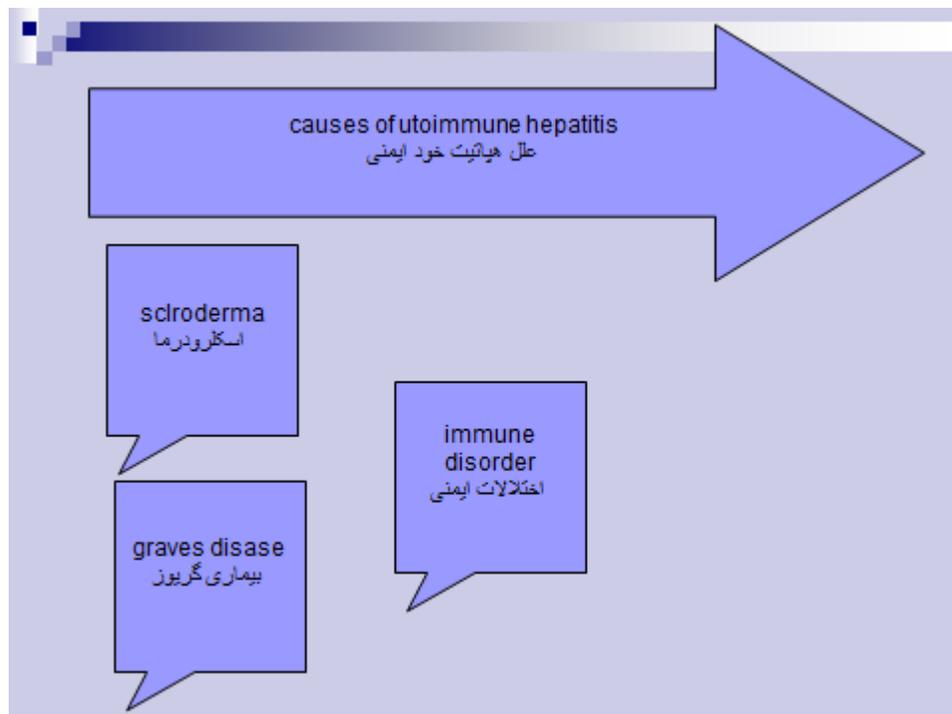 causes of utoimmune hepatitis
علل هپاتیت خود ایمنی
sclroderma
اسکلرودرما
immune
disorder
اختلالات ایمنی
graves disase
بیماری گریوز